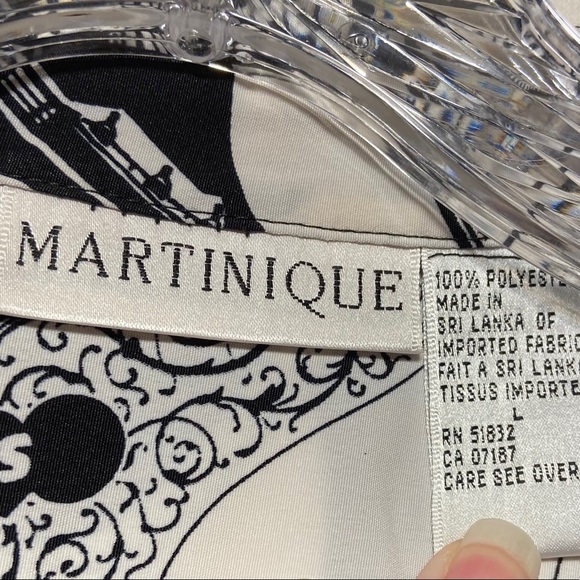 MARTINIQUE
100% POLYESTE
MADE IN
SRI LANKA OF
IMPORTED FABRIC
FAIT A SRI LANK
TISSUS IMPORTE
L
RN 51832
CA 07187
CARE SEE OVER
S